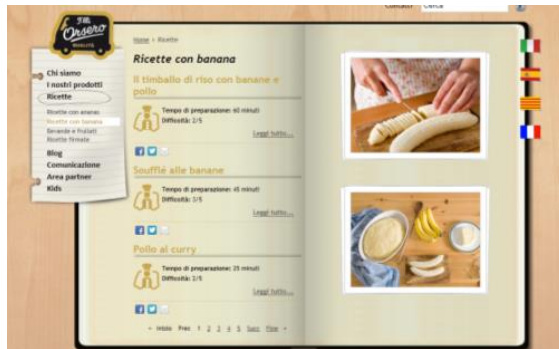 Contatti Cerca
F.lli
Orsero
Home > Ricette
Ricette con banana
Chi siamo
I nostri prodotti
Ricette
Ricette con ananas
Ricette con banana
Bevande e frullati
Ricette firmate
Blog
Comunicazione
Area partner
Kids
Il timballo di riso con banane e
pollo
Tempo di preparazione: 60 minuti
Difficoltà: 2/5
Leggi tutto...
Soufflé alle banane
Tempo di preparazione: 45 minuti
Difficoltà: 3/5
Leggi tutto...
Pollo al curry
Tempo di preparazione: 25 minuti
Difficoltà: 2/5
Leggi tutto...
« Inizio Prec 1 2 3 4 5 Succ Fine »